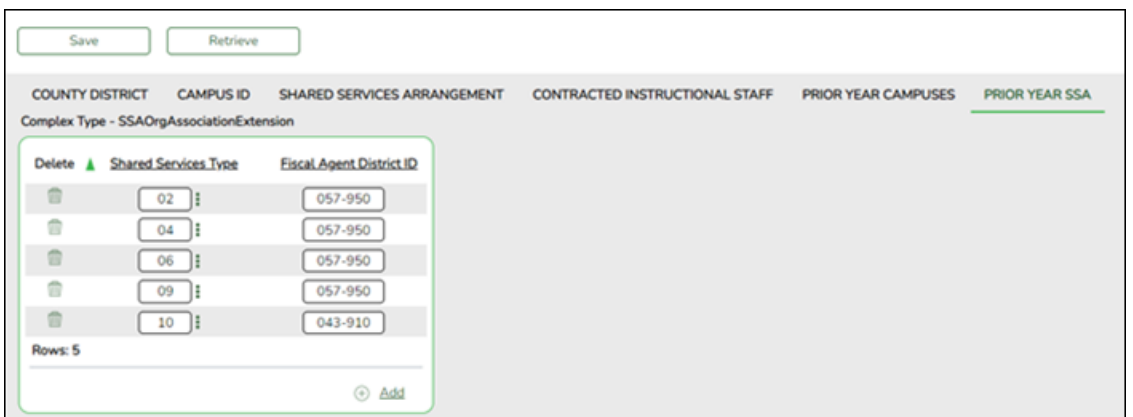 Save Retrieve
COUNTY DISTRICT CAMPUS ID SHARED SERVICES ARRANGEMENT CONTRACTED INSTRUCTIONAL STAFF PRIOR YEAR CAMPUSES PRIOR YEAR SSA
Complex Type - SSAOrgAssociationExtension
Delete Shared Services Type Fiscal Agent District ID
02 057-950
04 057-950
06 057-950
09 057-950
10 043-910
Rows: 5
Add